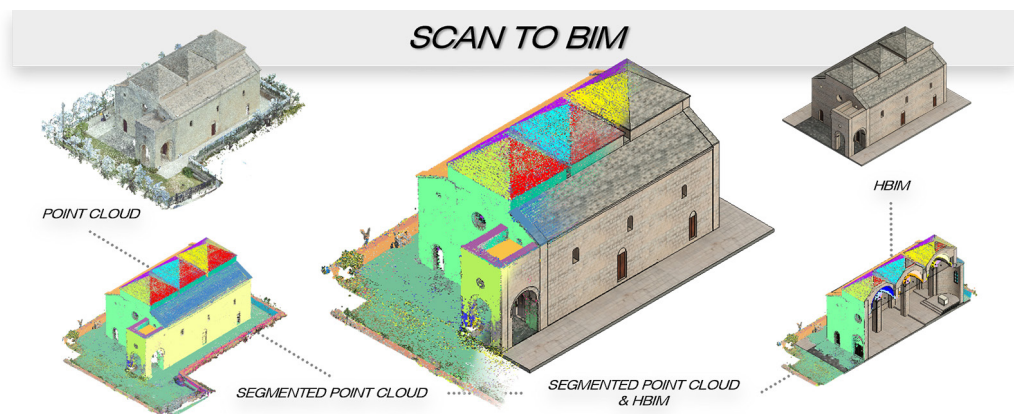 SCAN TO BIM
POINT CLOUD
HBIM
SEGMENTED POINT CLOUD
SEGMENTED POINT CLOUD
& HBIM